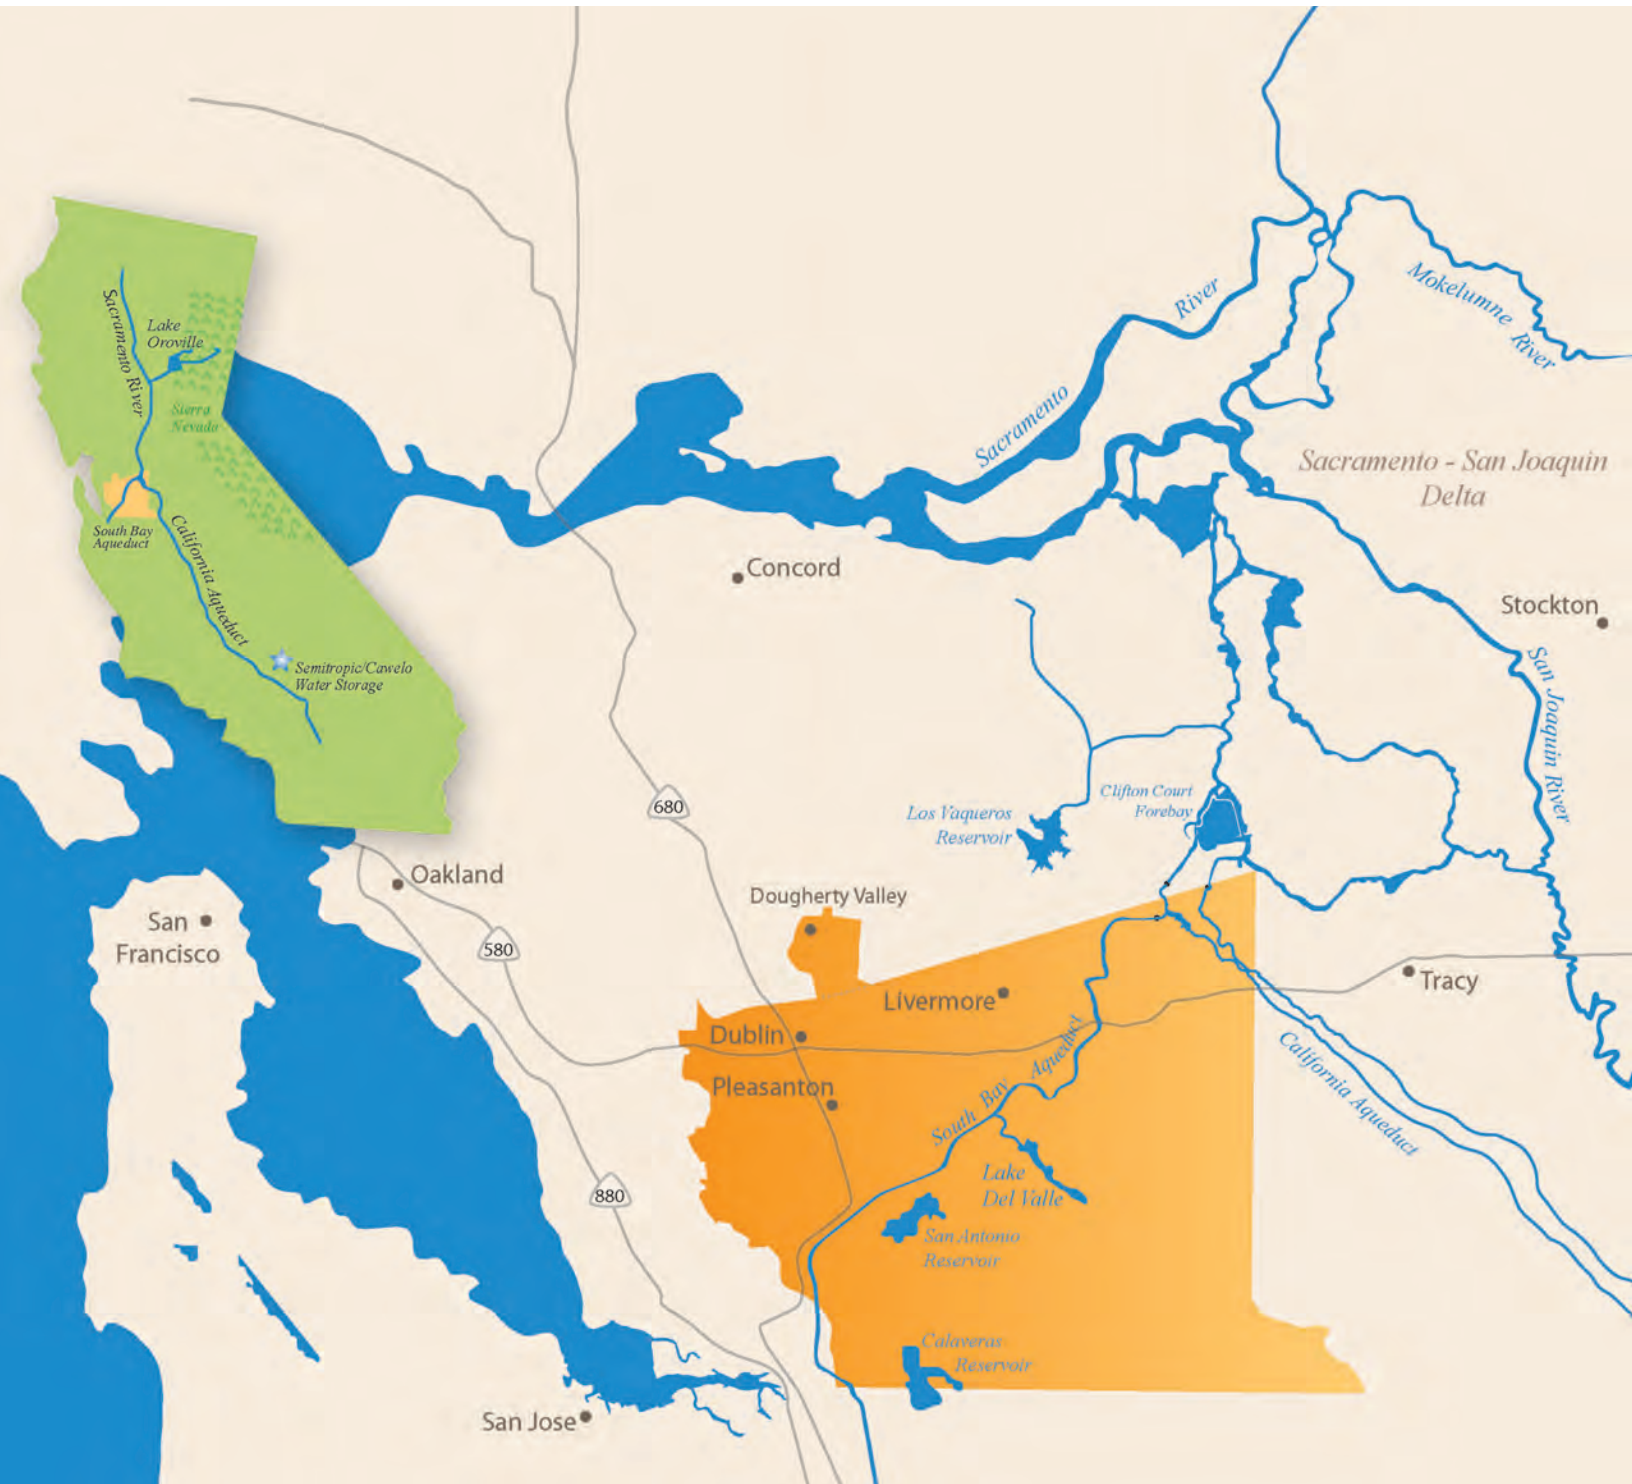 Sacramento River
Lake
Oroville
Sierra
Nevada
South Bay
Aqueduct
California Aqueduct
Semitropic/Cawelo
Water Storage
Sacramento River
Mokelumne River
Sacramento - San Joaquin
Delta
Concord
Stockton
San Joaquin River
680
Los Vaqueros
Reservoir
Clifton Court
Forebay
Oakland
San
Francisco
580
Dougherty Valley
Livermore
Tracy
Dublin
Pleasanton
South Bay Aqueduct
California Aqueduct
Lake
Del Valle
880
San Antonio
Reservoir
Calaveras
Reservoir
San Jose